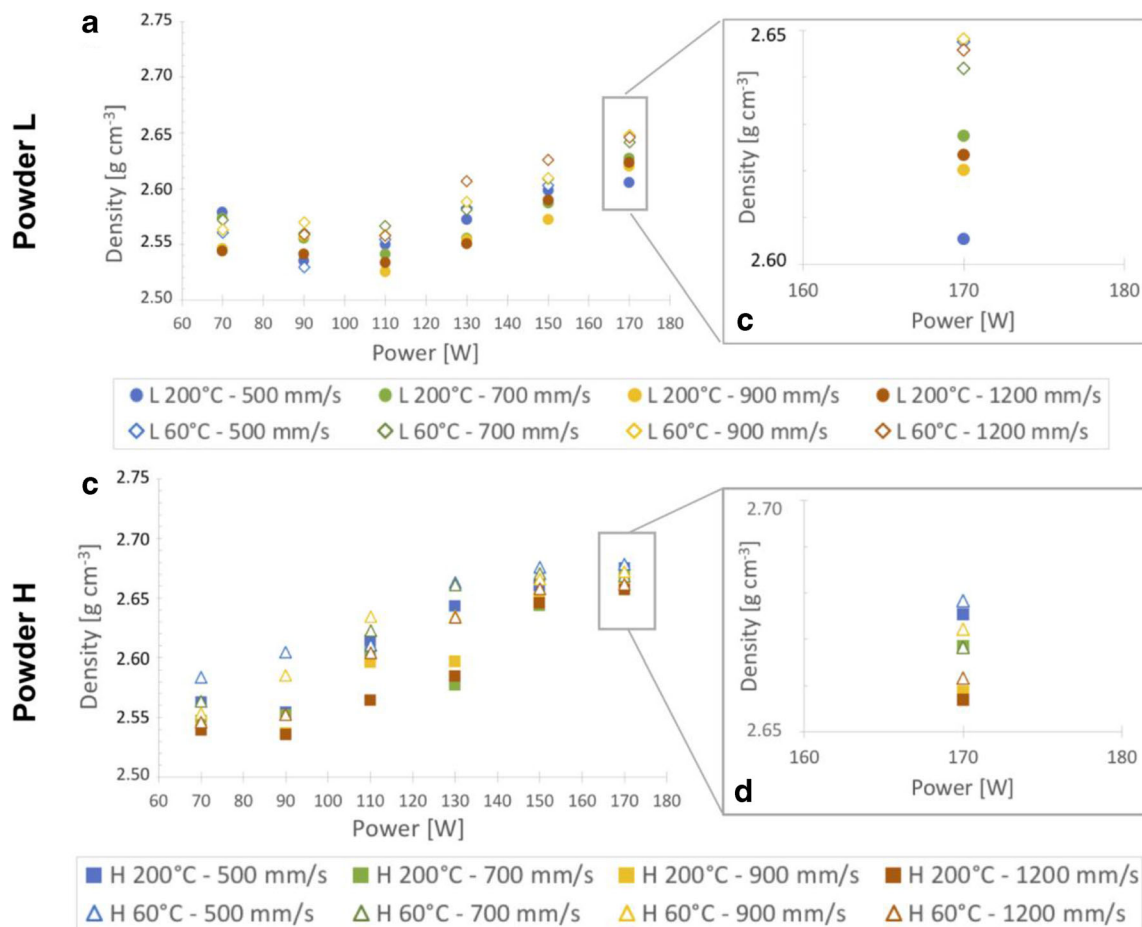 a
Powder L
Density [g cm-3]
2.75
2.70
2.65
2.60
2.55
2.50
60 70 80 90 100 110 120 130 140 150 160 170 180
Power [W]
Density [g cm-3]
2.65
2.60
160 170 180
c
Power [W]
L 200°C - 500 mm/s L 200°C - 700 mm/s L 200°C - 900 mm/s L 200°C - 1200 mm/s
L 60°C - 500 mm/s L 60°C - 700 mm/s L 60°C - 900 mm/s L 60°C - 1200 mm/s
c
Powder H
Density [g cm-3]
2.75
2.70
2.65
2.60
2.55
2.50
60 70 80 90 100 110 120 130 140 150 160 170 180
Power [W]
Density [g cm-3]
2.70
2.65
160 170 180
d
Power [W]
H 200°C - 500 mm/s H 200°C - 700 mm/s H 200°C - 900 mm/s H 200°C - 1200 mm/s
H 60°C - 500 mm/s H 60°C - 700 mm/s H 60°C - 900 mm/s H 60°C - 1200 mm/s